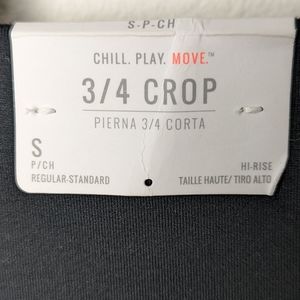 S-P-CH
CHILL. PLAY. MOVE.™
3/4 CROP
PIERNA 3/4 CORTA
S
P/CH
REGULAR-STANDARD
HI-RISE
TAILLE HAUTE/ TIRO ALTO